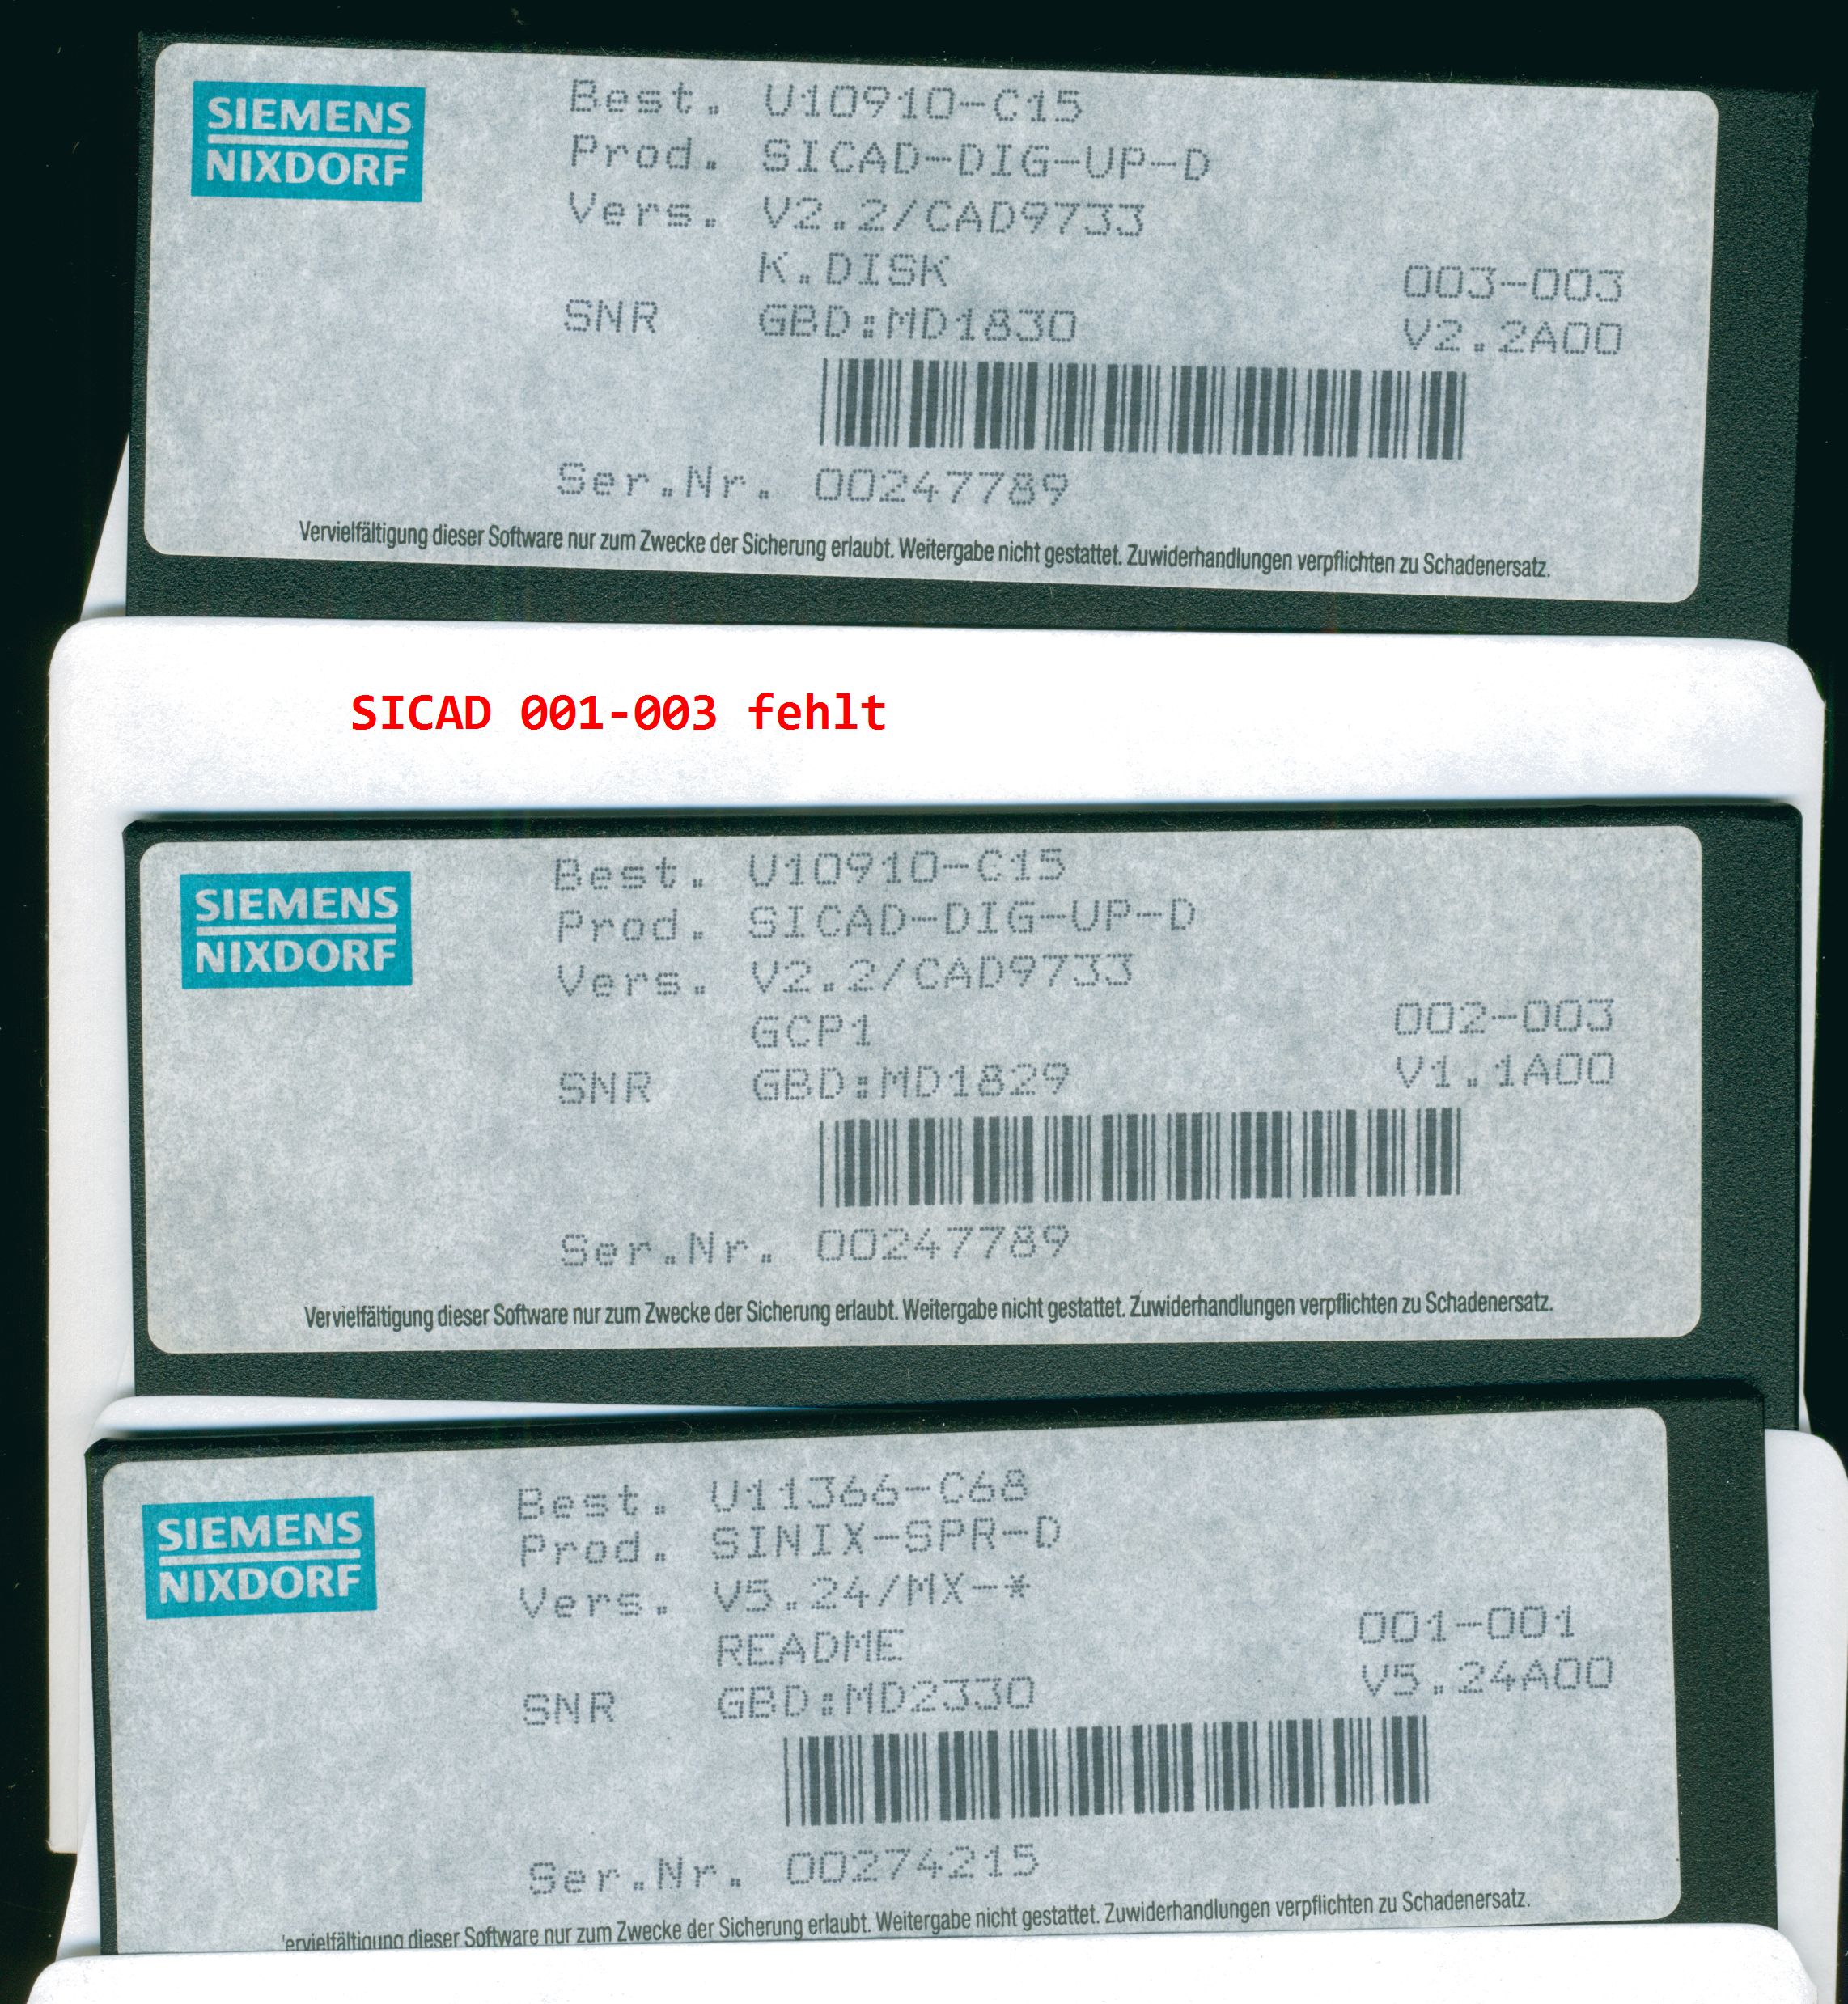 SIEMENS
NIXDORF
Best. U10910-C15
Prod. SICAD-DIG-UP-D
Vers. V2.2/CAD9733
K.DISK 003-003
SNR GBD:MD1830 V2.2A00
Ser.Nr. 00247789
Vervielfältigung dieser Software nur zum Zwecke der Sicherung erlaubt. Weitergabe nicht gestattet. Zuwiderhandlungen verpflichten zu Schadenersatz.
SICAD 001-003 fehlt
SIEMENS
NIXDORF
Best. U10910-C15
Prod. SICAD-DIG-UP-D
Vers. V2.2/CAD9733
GCP1 002-003
SNR GBD:MD1829 V1.1A00
Ser.Nr. 00247789
Vervielfältigung dieser Software nur zum Zwecke der Sicherung erlaubt. Weitergabe nicht gestattet. Zuwiderhandlungen verpflichten zu Schadenersatz.
SIEMENS
NIXDORF
Best. U11366-C68
Prod. SINIX-SPR-D
Vers. V5.24/MX-*
README 001-001
SNR GBD:MD2330 V5.24A00
Ser.Nr. 00274215
ervielfältigung dieser Software nur zum Zwecke der Sicherung erlaubt. Weitergabe nicht gestattet. Zuwiderhandlungen verpflichten zu Schadenersatz.